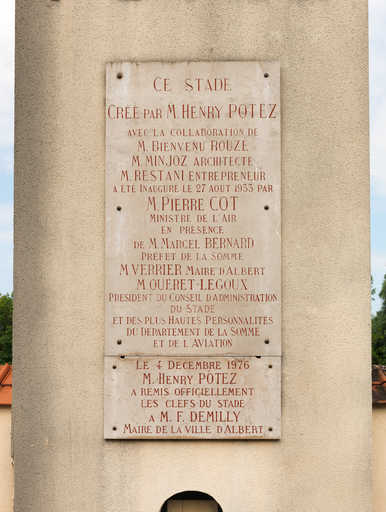 CE STADE
CRÉÉ PAR M. HENRY POTEZ
AVEC LA COLLABORATION DE
M. BIENVENU ROUZÉ
M. MINJOZ ARCHITECTE
M. RESTANI ENTREPRENEUR
A ÉTÉ INAUGURÉ LE 27 AOUT 1933 PAR
M. PIERRE COT
MINISTRE DE L'AIR
EN PRÉSENCE
DE M. MARCEL BERNARD
PRÉFET DE LA SOMME
M. VERRIER MAIRE D'ALBERT
M. QUERET-LEGOUX
PRÉSIDENT DU CONSEIL D'ADMINISTRATION
DU STADE
ET DES PLUS HAUTES PERSONNALITÉS
DU DÉPARTEMENT DE LA SOMME
ET DE L'AVIATION
LE 4 DÉCEMBRE 1976
M. HENRY POTEZ
A REMIS OFFICIELLEMENT
LES CLEFS DU STADE
A M. F. DEMILLY
MAIRE DE LA VILLE D'ALBERT